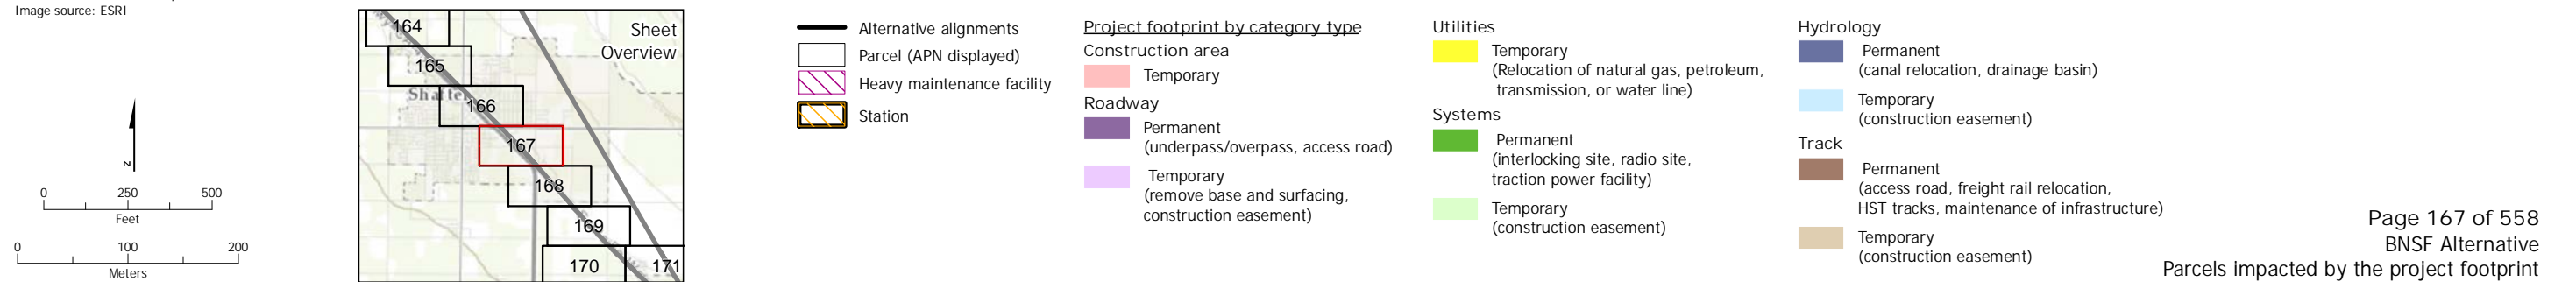 Image source: ESRI
N
0 250 500
Feet
0 100 200
Meters
Sheet
Overview
164
165
166
167
168
169
170
171
Alternative alignments
Parcel (APN displayed)
Heavy maintenance facility
Station
Project footprint by category type
Construction area
Temporary
Roadway
Permanent
(underpass/overpass, access road)
Temporary
(remove base and surfacing,
construction easement)
Utilities
Temporary
(Relocation of natural gas, petroleum,
transmission, or water line)
Systems
Permanent
(interlocking site, radio site,
traction power facility)
Temporary
(construction easement)
Hydrology
Permanent
(canal relocation, drainage basin)
Temporary
(construction easement)
Track
Permanent
(access road, freight rail relocation,
HST tracks, maintenance of infrastructure)
Temporary
(construction easement)
Page 167 of 558
BNSF Alternative
Parcels impacted by the project footprint